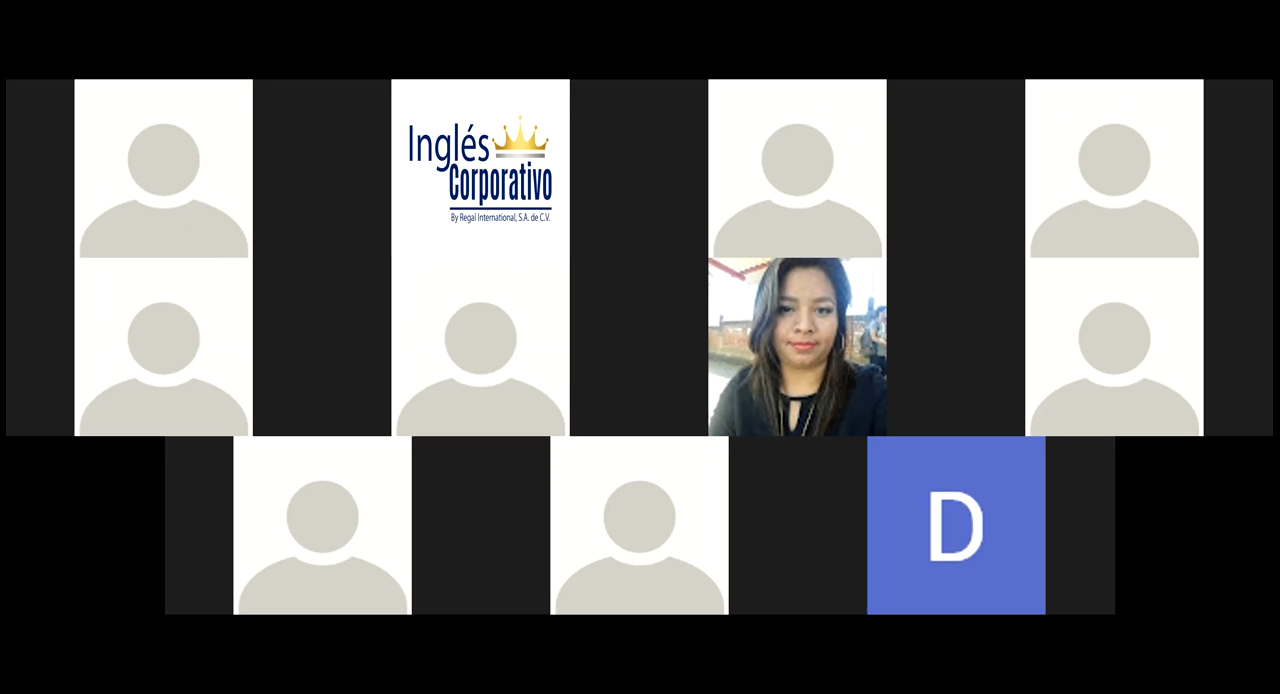 Inglés
Corporativo
By Regal International, S.A. de C.V.
D